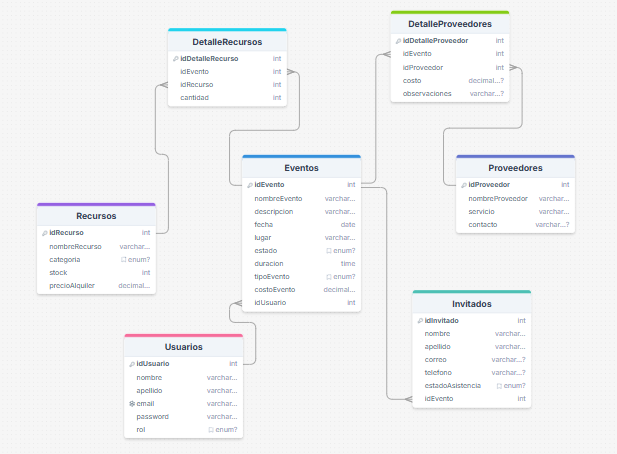 DetalleRecursos
idDetalleRecurso int
idEvento int
idRecurso int
cantidad int
DetalleProveedores
idDetalleProveedor int
idEvento int
idProveedor int
costo decimal...?
observaciones varchar...?
Eventos
idEvento int
nombreEvento varchar...
descripcion varchar...
fecha date
lugar varchar...
estado enum?
duracion time
tipoEvento enum?
costoEvento decimal...
idUsuario int
Proveedores
idProveedor int
nombreProveedor varchar...
servicio varchar...
contacto varchar...?
Recursos
idRecurso int
nombreRecurso varchar...
categoria enum?
stock int
precioAlquiler decimal...
Invitados
idInvitado int
nombre varchar...
apellido varchar...
correo varchar...?
telefono varchar...?
estadoAsistencia enum?
idEvento int
Usuarios
idUsuario int
nombre varchar...
apellido varchar...
email varchar...
password varchar...
rol enum?